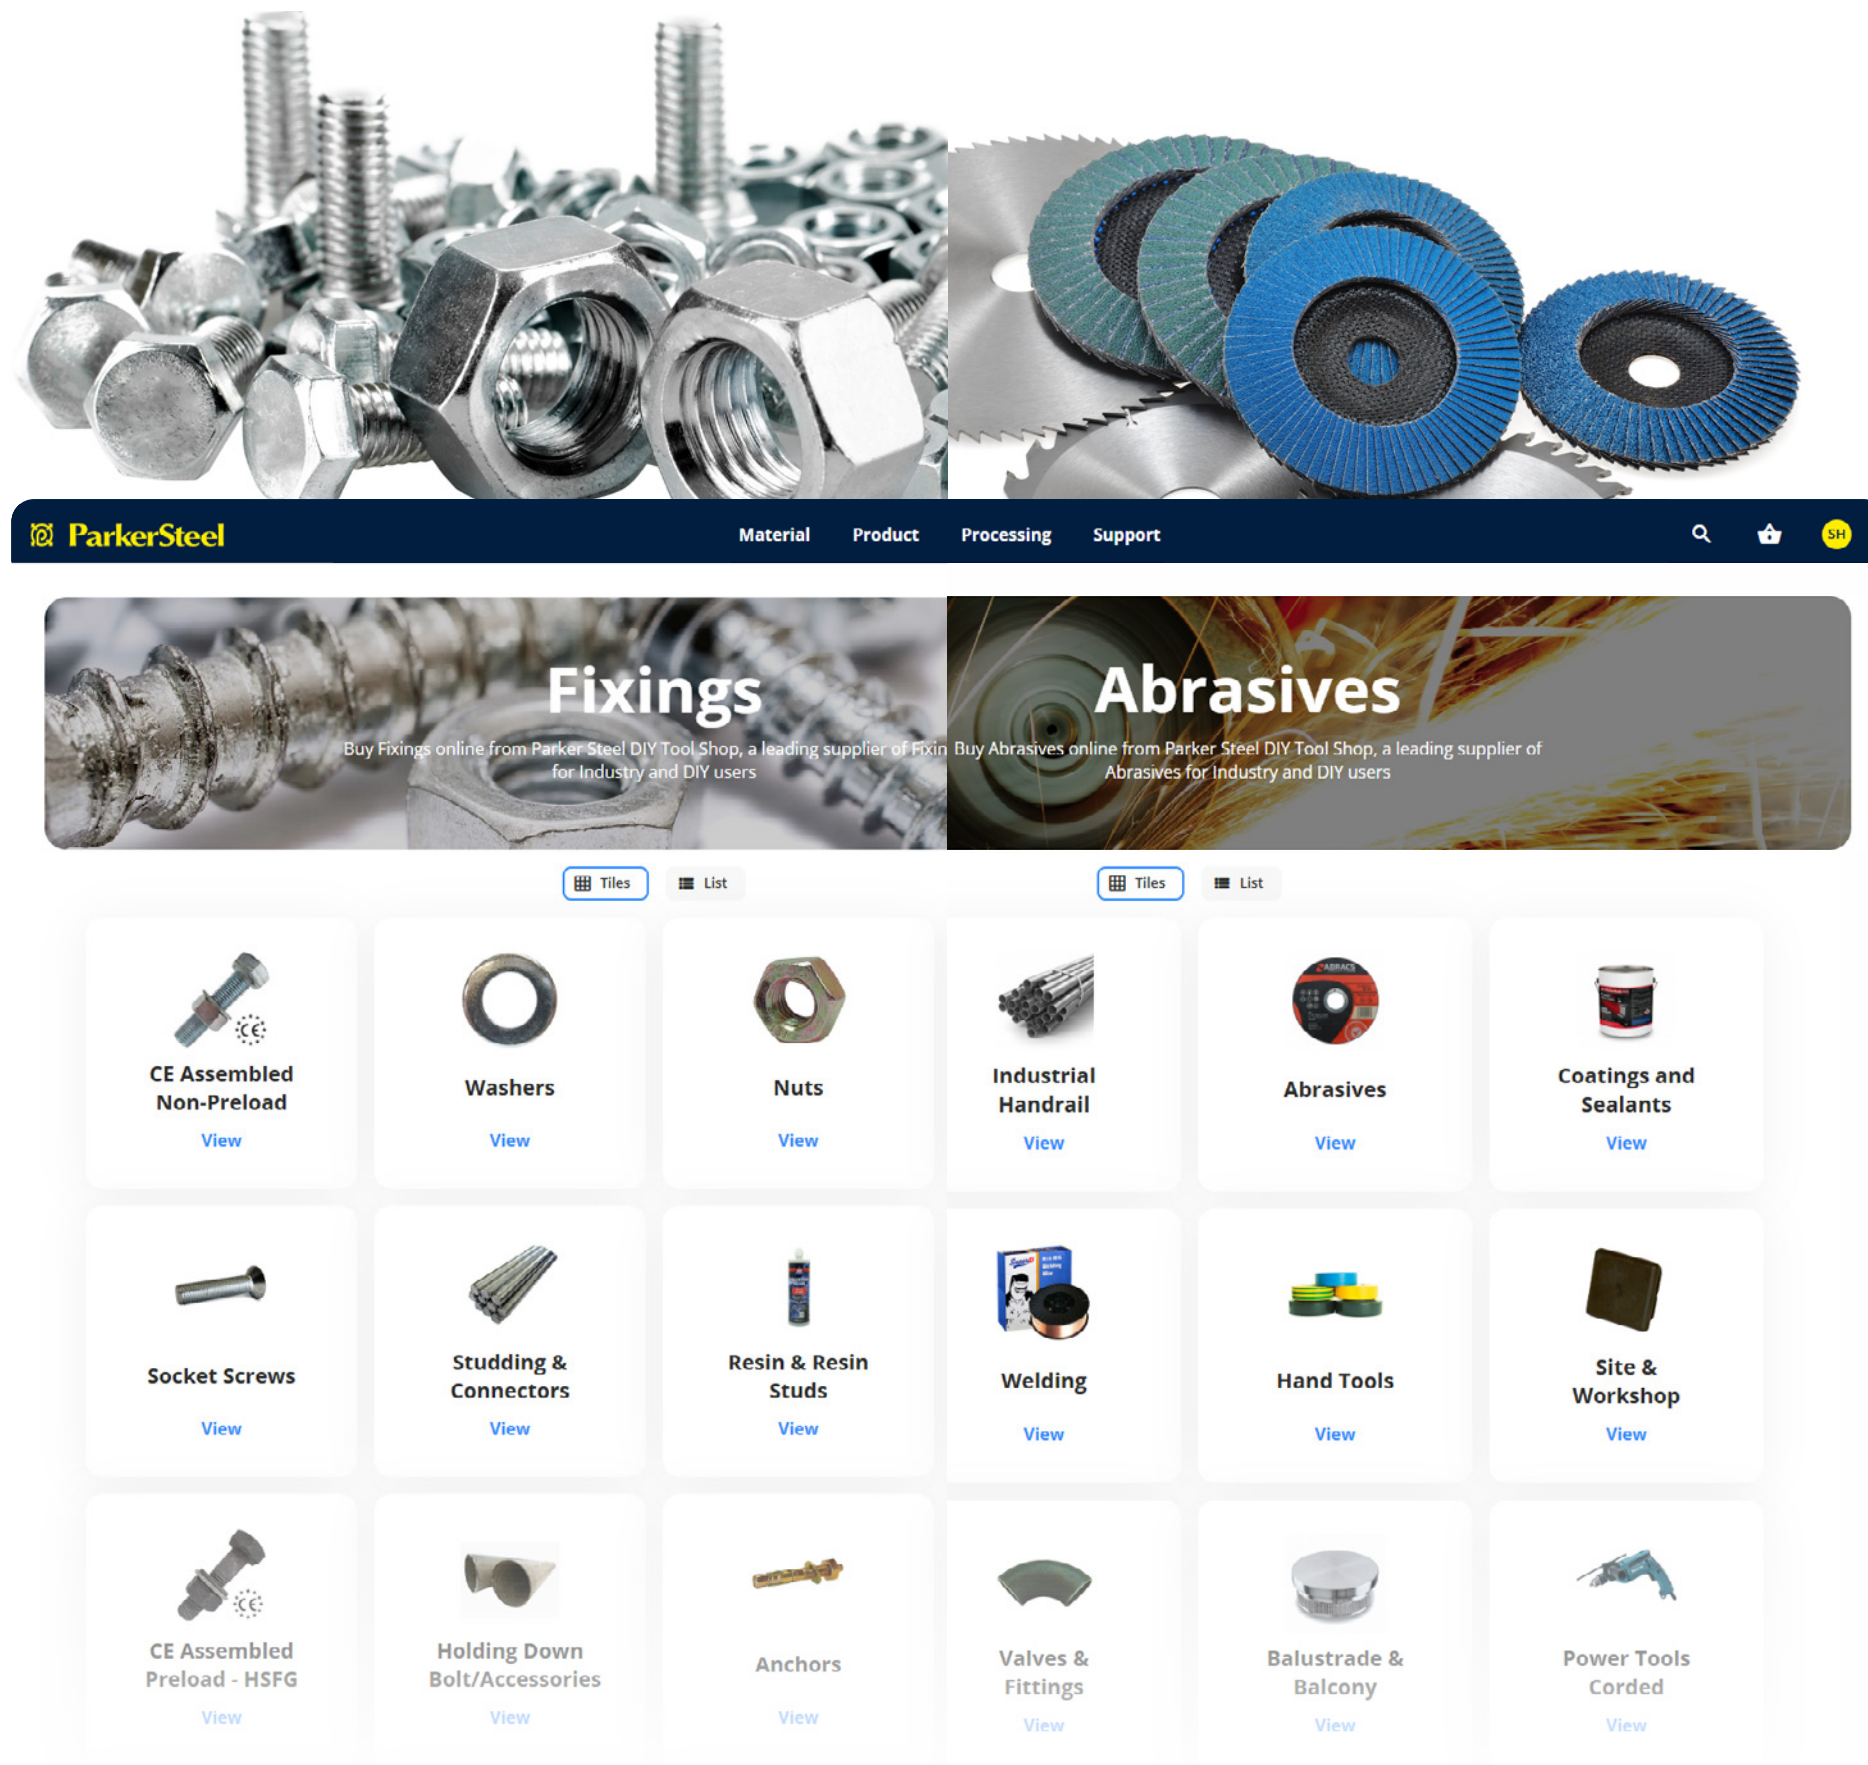 ParkerSteel
Material Product Processing Support
SH
Fixings
Buy Fixings online from Parker Steel DIY Tool Shop, a leading supplier of Fixin
for Industry and DIY users
Abrasives
Buy Abrasives online from Parker Steel DIY Tool Shop, a leading supplier of
Abrasives for Industry and DIY users
Tiles List
Tiles List
CE
CE Assembled
Non-Preload
View
Washers
View
Nuts
View
Industrial
Handrail
View
ABRACS
Abrasives
View
Coatings and
Sealants
View
Socket Screws
View
Studding &
Connectors
View
Resin & Resin
Studs
View
Welding
View
Hand Tools
View
Site &
Workshop
View
CE
CE Assembled
Preload - HSFG
View
Holding Down
Bolt/Accessories
View
Anchors
View
Valves &
Fittings
View
Balustrade &
Balcony
View
Power Tools
Corded
View